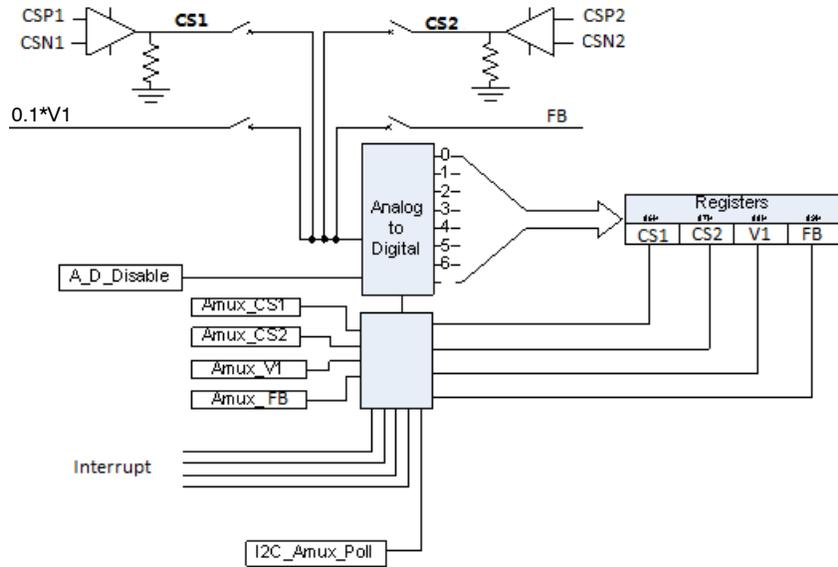 CSP1
CS1
CS2
CSP2
CSN1
CSN2
0.1*V1
FB
0
1
2
3
4
5
6
Analog
to
Digital
Registers
CS1 CS2 V1 FB
A_D_Disable
Amux_CS1
Amux_CS2
Amux_V1
Amux_FB
Interrupt
I2C_Amux_Poll